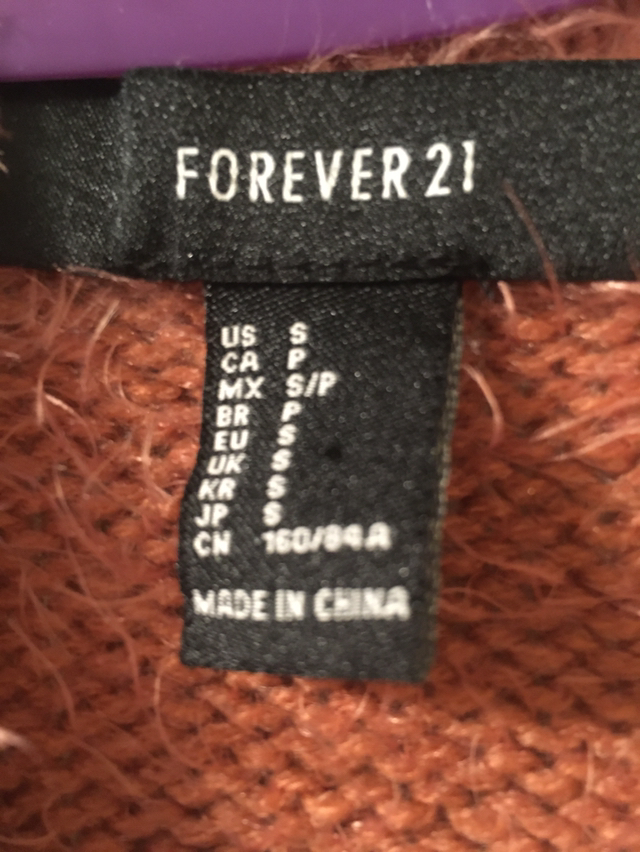 FOREVER 21
US S
CA P
MX S/P
BR P
EU S
UK S
KR S
JP S
CN 160/84A
MADE IN CHINA